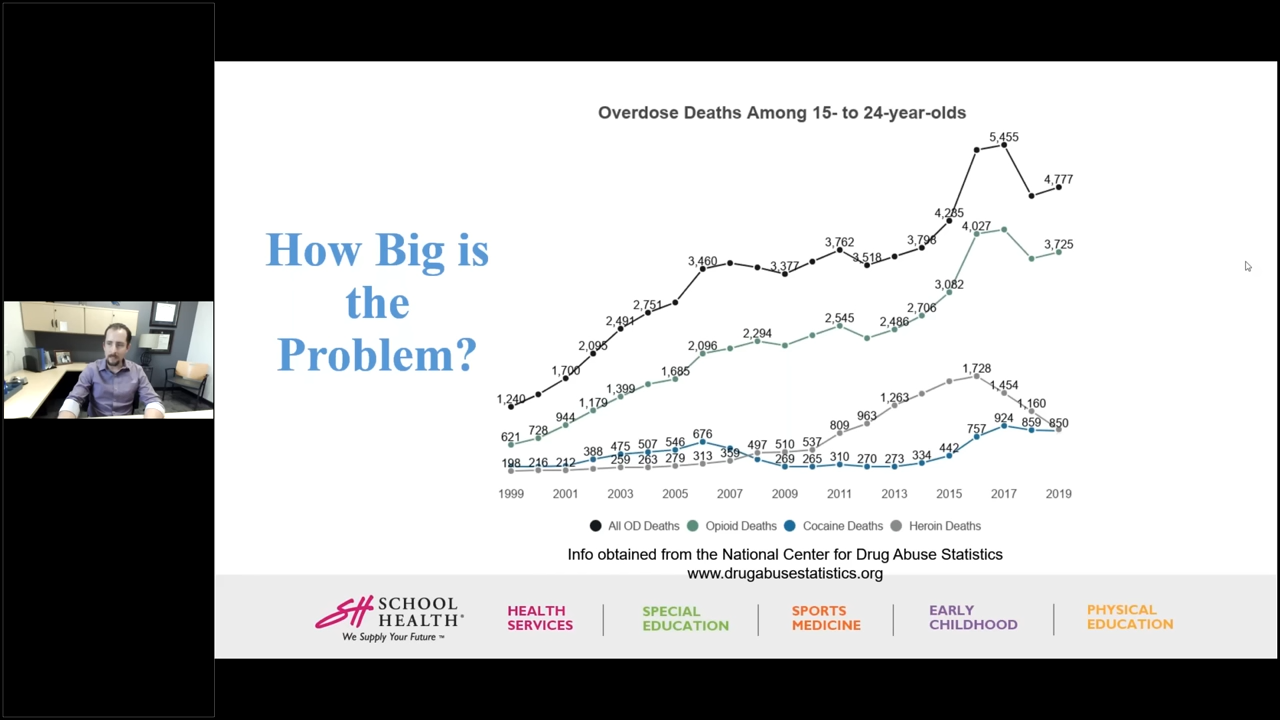 Overdose Deaths Among 15- to 24-year-olds
How Big is
the
Problem?
5,455
4,777
4,235
4,027
3,762
3,798
3,725
3,518
3,460
3,377
3,082
2,751
2,706
2,491
2,545
2,486
2,294
2,095
2,096
1,700
1,685
1,728
1,399
1,454
1,240
1,179
1,263
1,160
944
963
924
859
850
809
728
757
621
676
388
475
507
546
497
510
537
442
198
216
212
259
263
279
313
359
269
265
310
270
273
334
1999 2001 2003 2005 2007 2009 2011 2013 2015 2017 2019
All OD Deaths Opioid Deaths Cocaine Deaths Heroin Deaths
Info obtained from the National Center for Drug Abuse Statistics
www.drugabusestatistics.org
SH SCHOOL
HEALTH®
We Supply Your Future ™
HEALTH
SERVICES
SPECIAL
EDUCATION
SPORTS
MEDICINE
EARLY
CHILDHOOD
PHYSICAL
EDUCATION